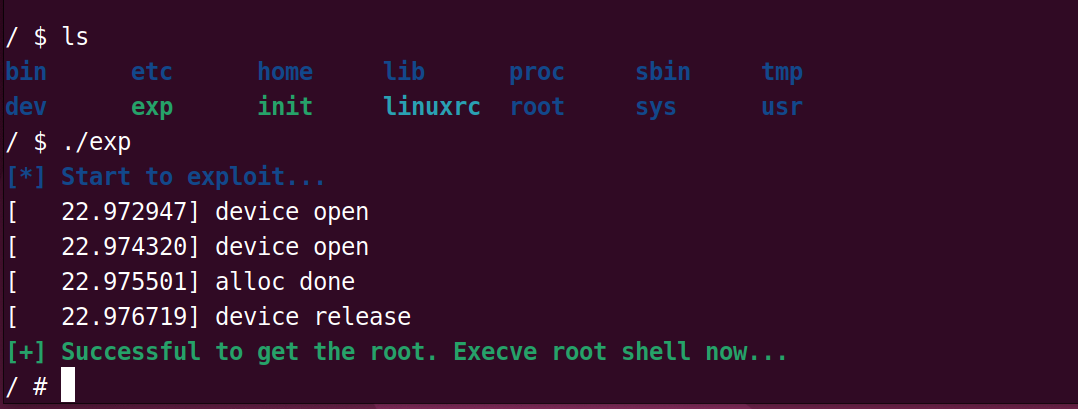 / $ ls
bin etc home lib proc sbin tmp
dev exp init linuxrc root sys usr
/ $ ./exp
[*] Start to exploit...
[   22.972947] device open
[   22.974320] device open
[   22.975501] alloc done
[   22.976719] device release
[+] Successful to get the root. Execve root shell now...
/ #